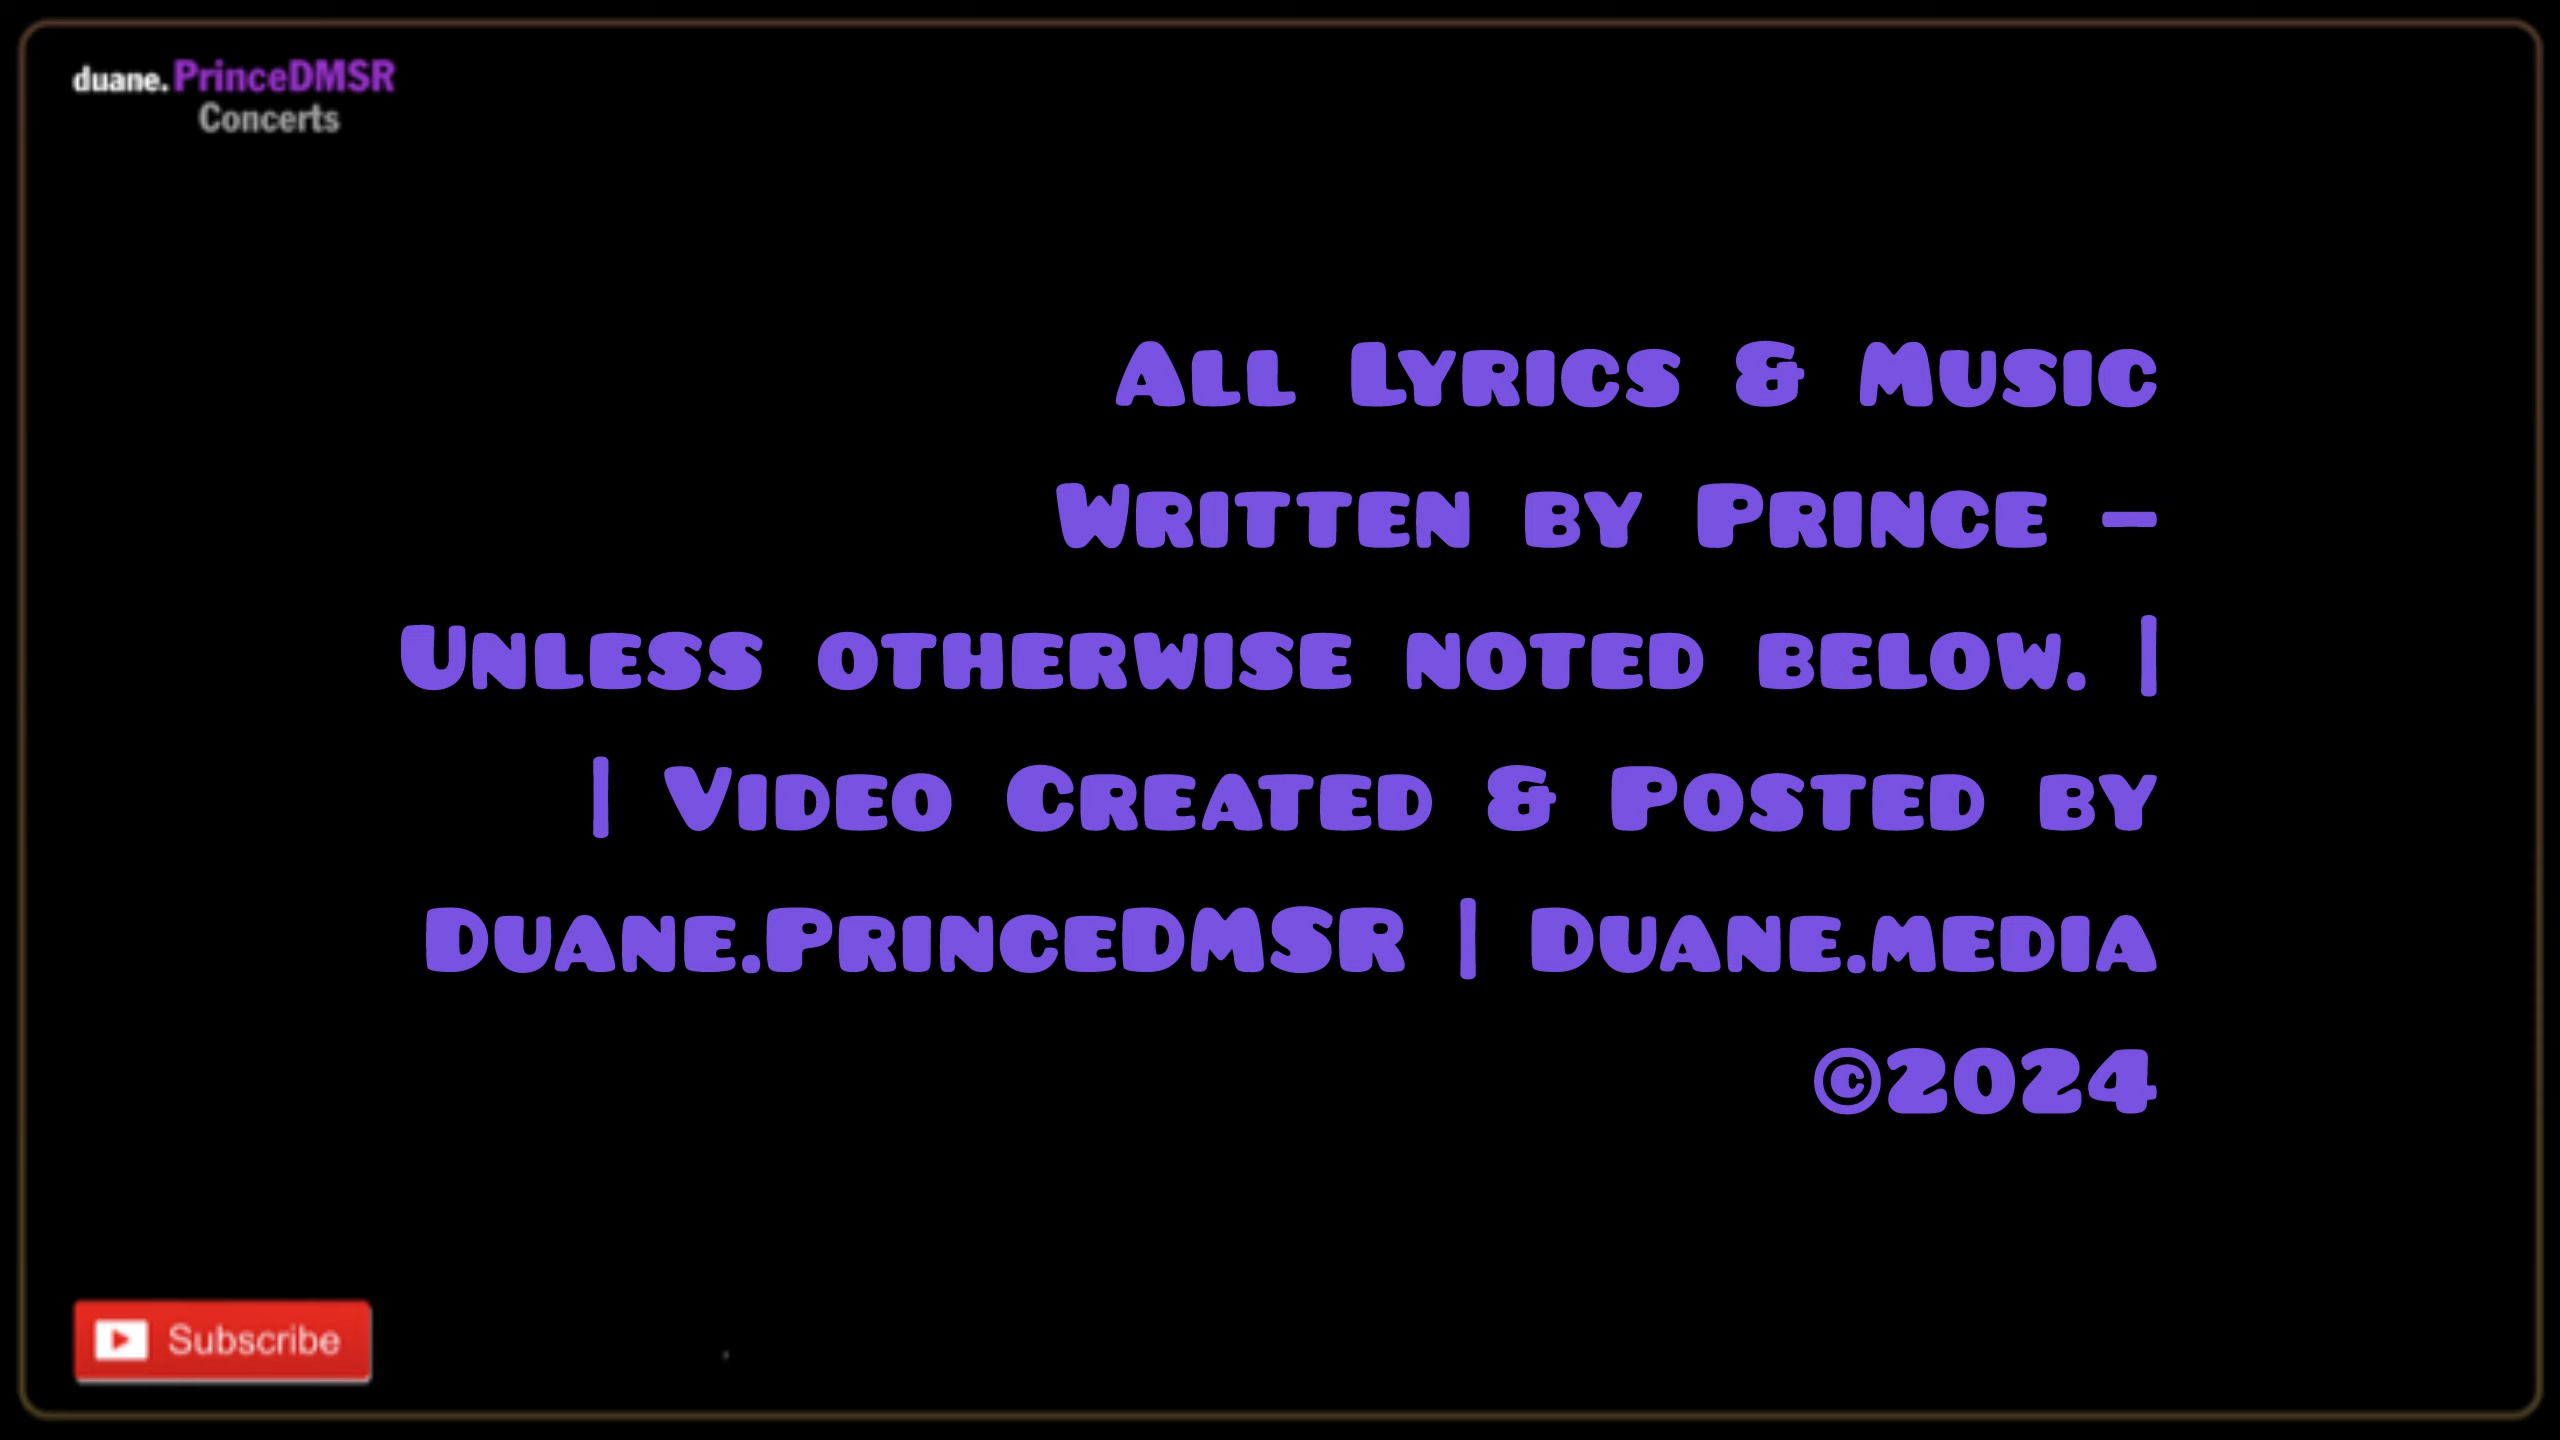 duane.PrinceDMSR
Concerts
All Lyrics & Music
Written by Prince –
Unless otherwise noted below. |
| Video Created & Posted by
Duane.PrinceDMSR | Duane.media
©2024
Subscribe